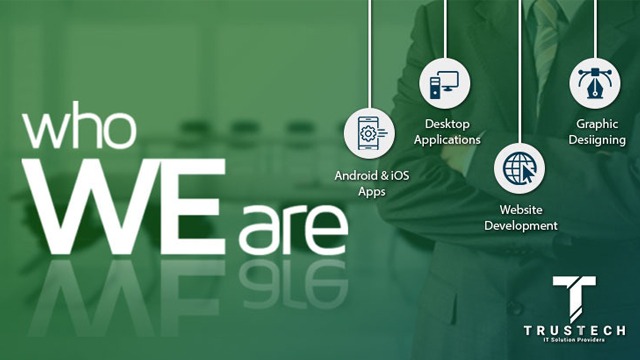 who
WE are
Android & iOS
Apps
Desktop
Applications
Website
Development
Graphic
Desiigning
TRUSTECH
IT Solution Providers